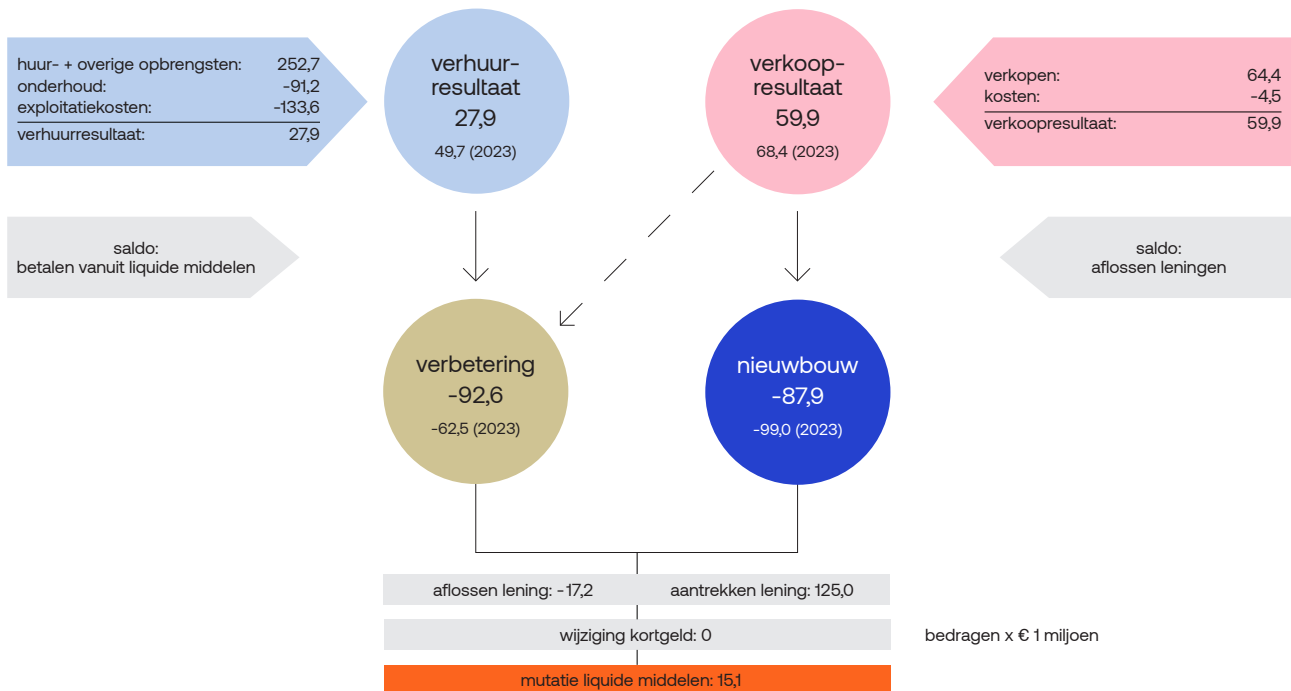 huur- + overige opbrengsten: 252,7
onderhoud: -91,2
exploitatiekosten: -133,6
verhuurresultaat: 27,9
verhuur-
resultaat
27,9
49,7 (2023)
verkoop-
resultaat
59,9
68,4 (2023)
verkopen: 64,4
kosten: -4,5
verkoopresultaat: 59,9
saldo:
betalen vanuit liquide middelen
saldo:
aflossen leningen
verbetering
-92,6
-62,5 (2023)
nieuwbouw
-87,9
-99,0 (2023)
aflossen lening: -17,2
aantrekken lening: 125,0
wijziging kortgeld: 0
bedragen x € 1 miljoen
mutatie liquide middelen: 15,1